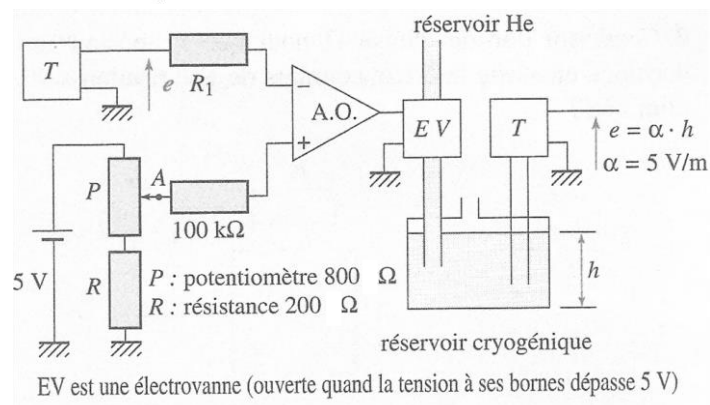 réservoir He
T
e R₁
−
A.O.
+
E V
T
e = α · h
α = 5 V/m
P
A
100 kΩ
5 V
R
P : potentiomètre 800 Ω
R : résistance 200 Ω
h
réservoir cryogénique
EV est une électrovanne (ouverte quand la tension à ses bornes dépasse 5 V)